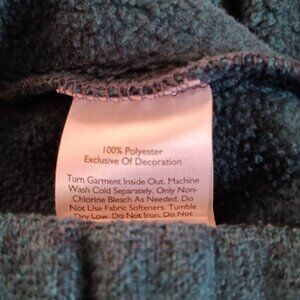 100% Polyester
Exclusive Of Decoration
Turn Garment Inside Out. Machine
Wash Cold Separately. Only Non-
Chlorine Bleach As Needed. Do
Not Use Fabric Softeners. Tumble
Dry Low. Do Not Iron. Do Not